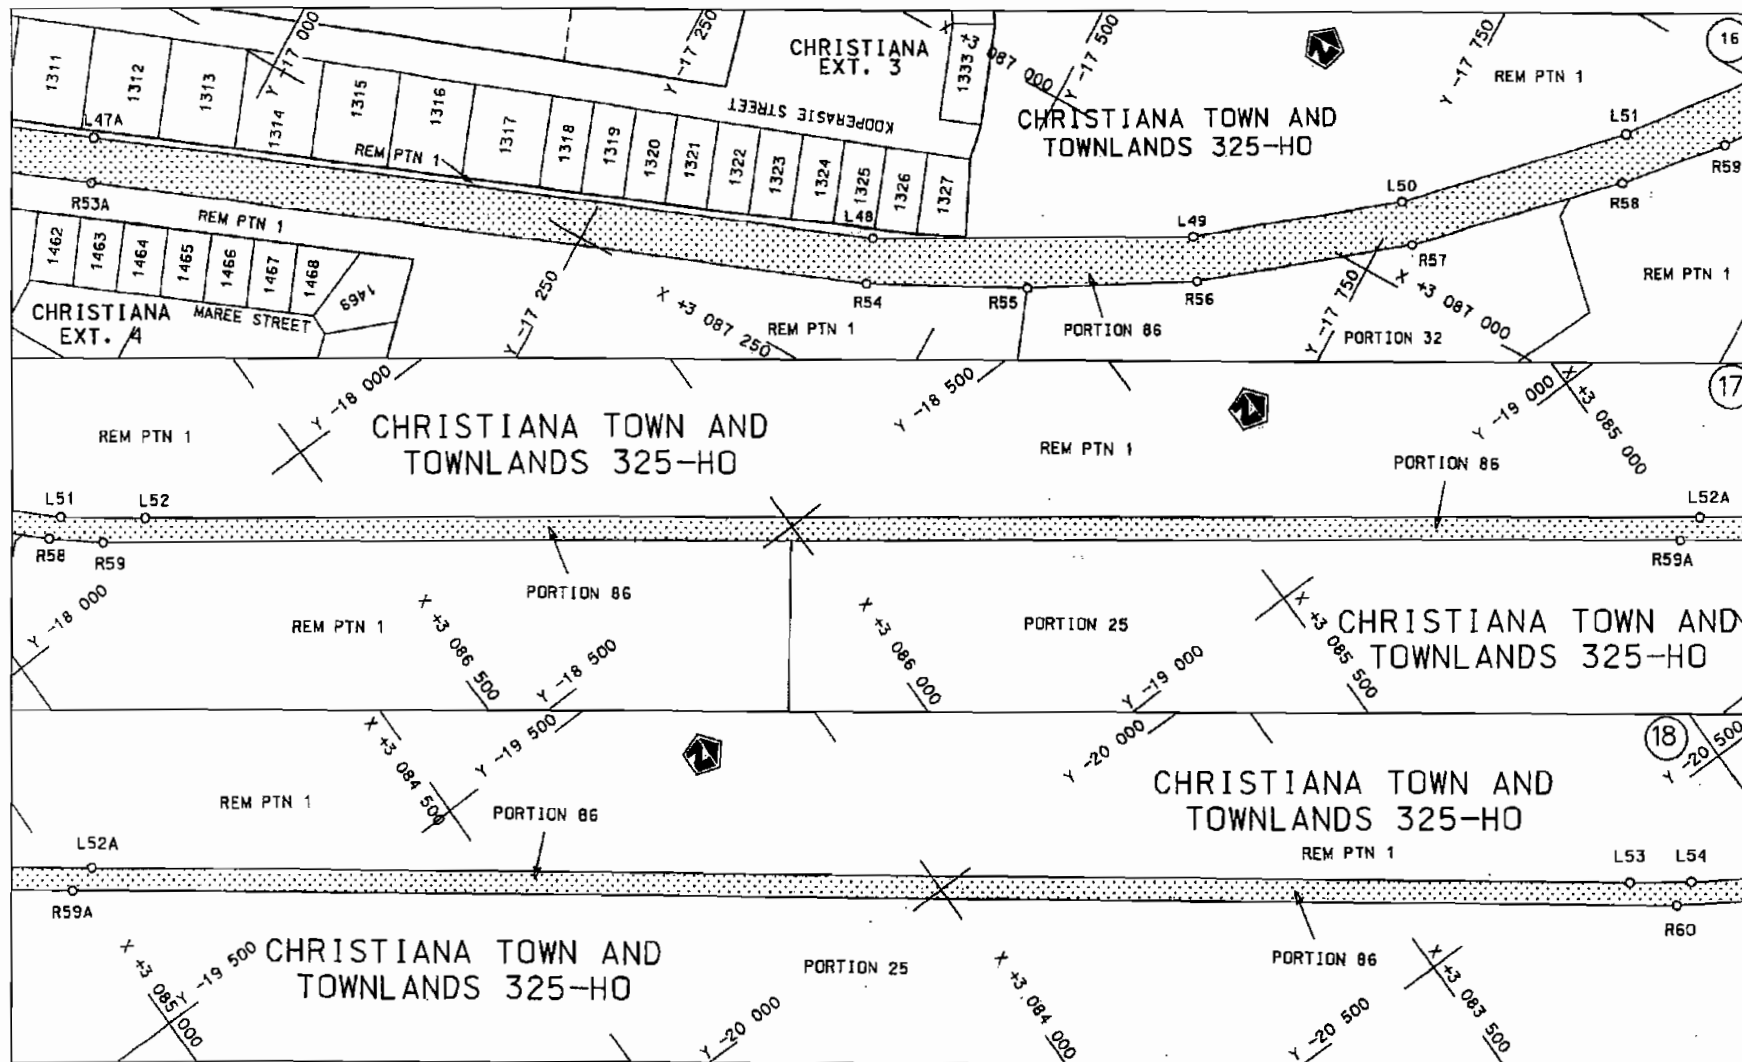 1311
1312
1313
1314
1315
1316
1317
1318
1319
1320
1321
1322
1323
1324
1325
1326
1327
1333
Y -17 000
Y -17 250
X +3 087 000
Y -17 500
Y -17 750
16
CHRISTIANA
EXT. 3
KOOPERASIE STREET
CHRISTIANA TOWN AND
TOWNLANDS 325-HO
REM PTN 1
L47A
REM PTN 1
L48
L49
L50
L51
R53A
REM PTN 1
R54
R55
R56
R57
R58
R59
1462
1463
1464
1465
1466
1467
1468
1469
CHRISTIANA
EXT. 4
MAREE STREET
Y -17 250
X +3 087 250
REM PTN 1
PORTION 86
Y -17 750
PORTION 32
X +3 087 000
REM PTN 1
17
REM PTN 1
Y -18 000
CHRISTIANA TOWN AND
TOWNLANDS 325-HO
Y -18 500
REM PTN 1
Y -19 000
X +3 085 000
PORTION 86
L51
L52
L52A
R58
R59
R59A
Y -18 000
REM PTN 1
X +3 086 500
PORTION 86
Y -18 500
X +3 086 000
PORTION 25
Y -19 000
X +3 085 500
CHRISTIANA TOWN AND
TOWNLANDS 325-HO
18
REM PTN 1
X +3 084 500
Y -19 500
PORTION 86
Y -20 000
CHRISTIANA TOWN AND
TOWNLANDS 325-HO
REM PTN 1
Y -20 500
L52A
L53
L54
R59A
R60
X +3 085 000
Y -19 500
CHRISTIANA TOWN AND
TOWNLANDS 325-HO
Y -20 000
PORTION 25
X +3 084 000
PORTION 86
Y -20 500
X +3 083 500